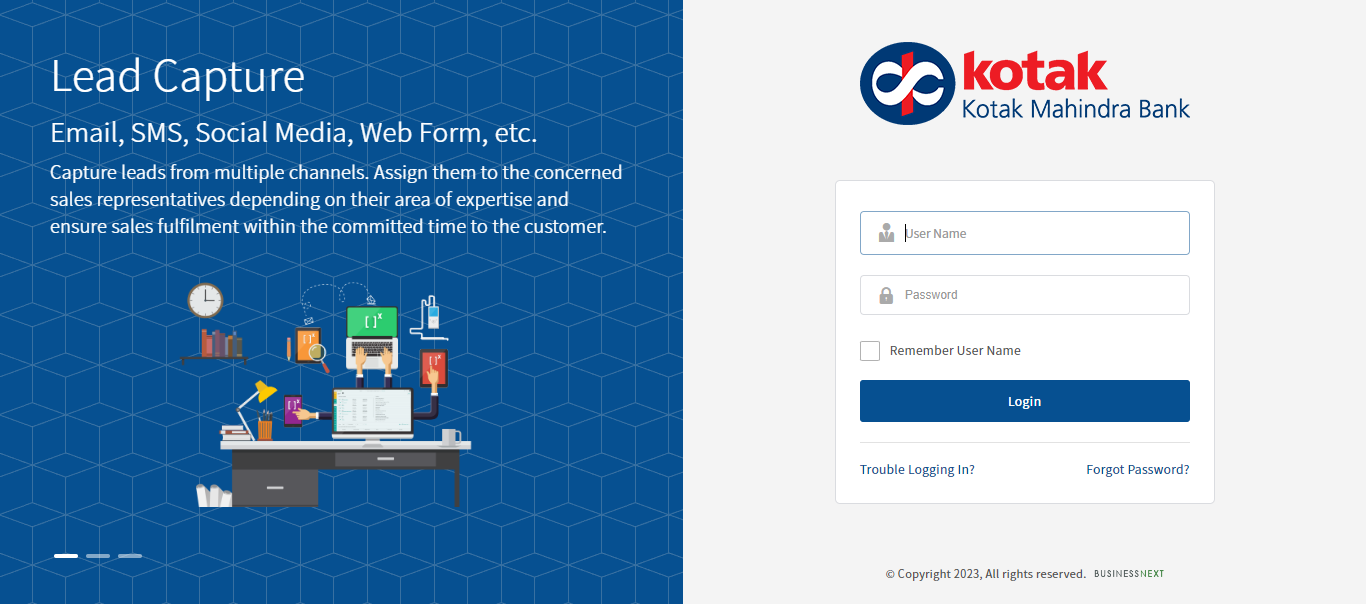 Lead Capture
Email, SMS, Social Media, Web Form, etc.
Capture leads from multiple channels. Assign them to the concerned
sales representatives depending on their area of expertise and
ensure sales fulfilment within the committed time to the customer.
[ ]x
[ ]x
[ ]x
[ ]x
kotak
Kotak Mahindra Bank
User Name
Password
Remember User Name
Login
Trouble Logging In?
Forgot Password?
© Copyright 2023, All rights reserved. BUSINESSNEXT